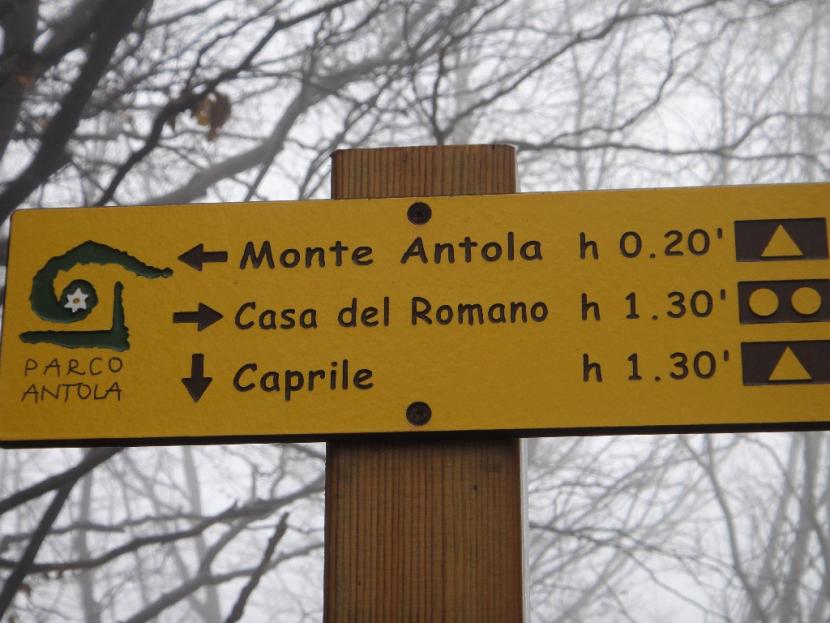 PARCO
ANTOLA
Monte Antola h 0.20'
Casa del Romano h 1.30'
Caprile h 1.30'